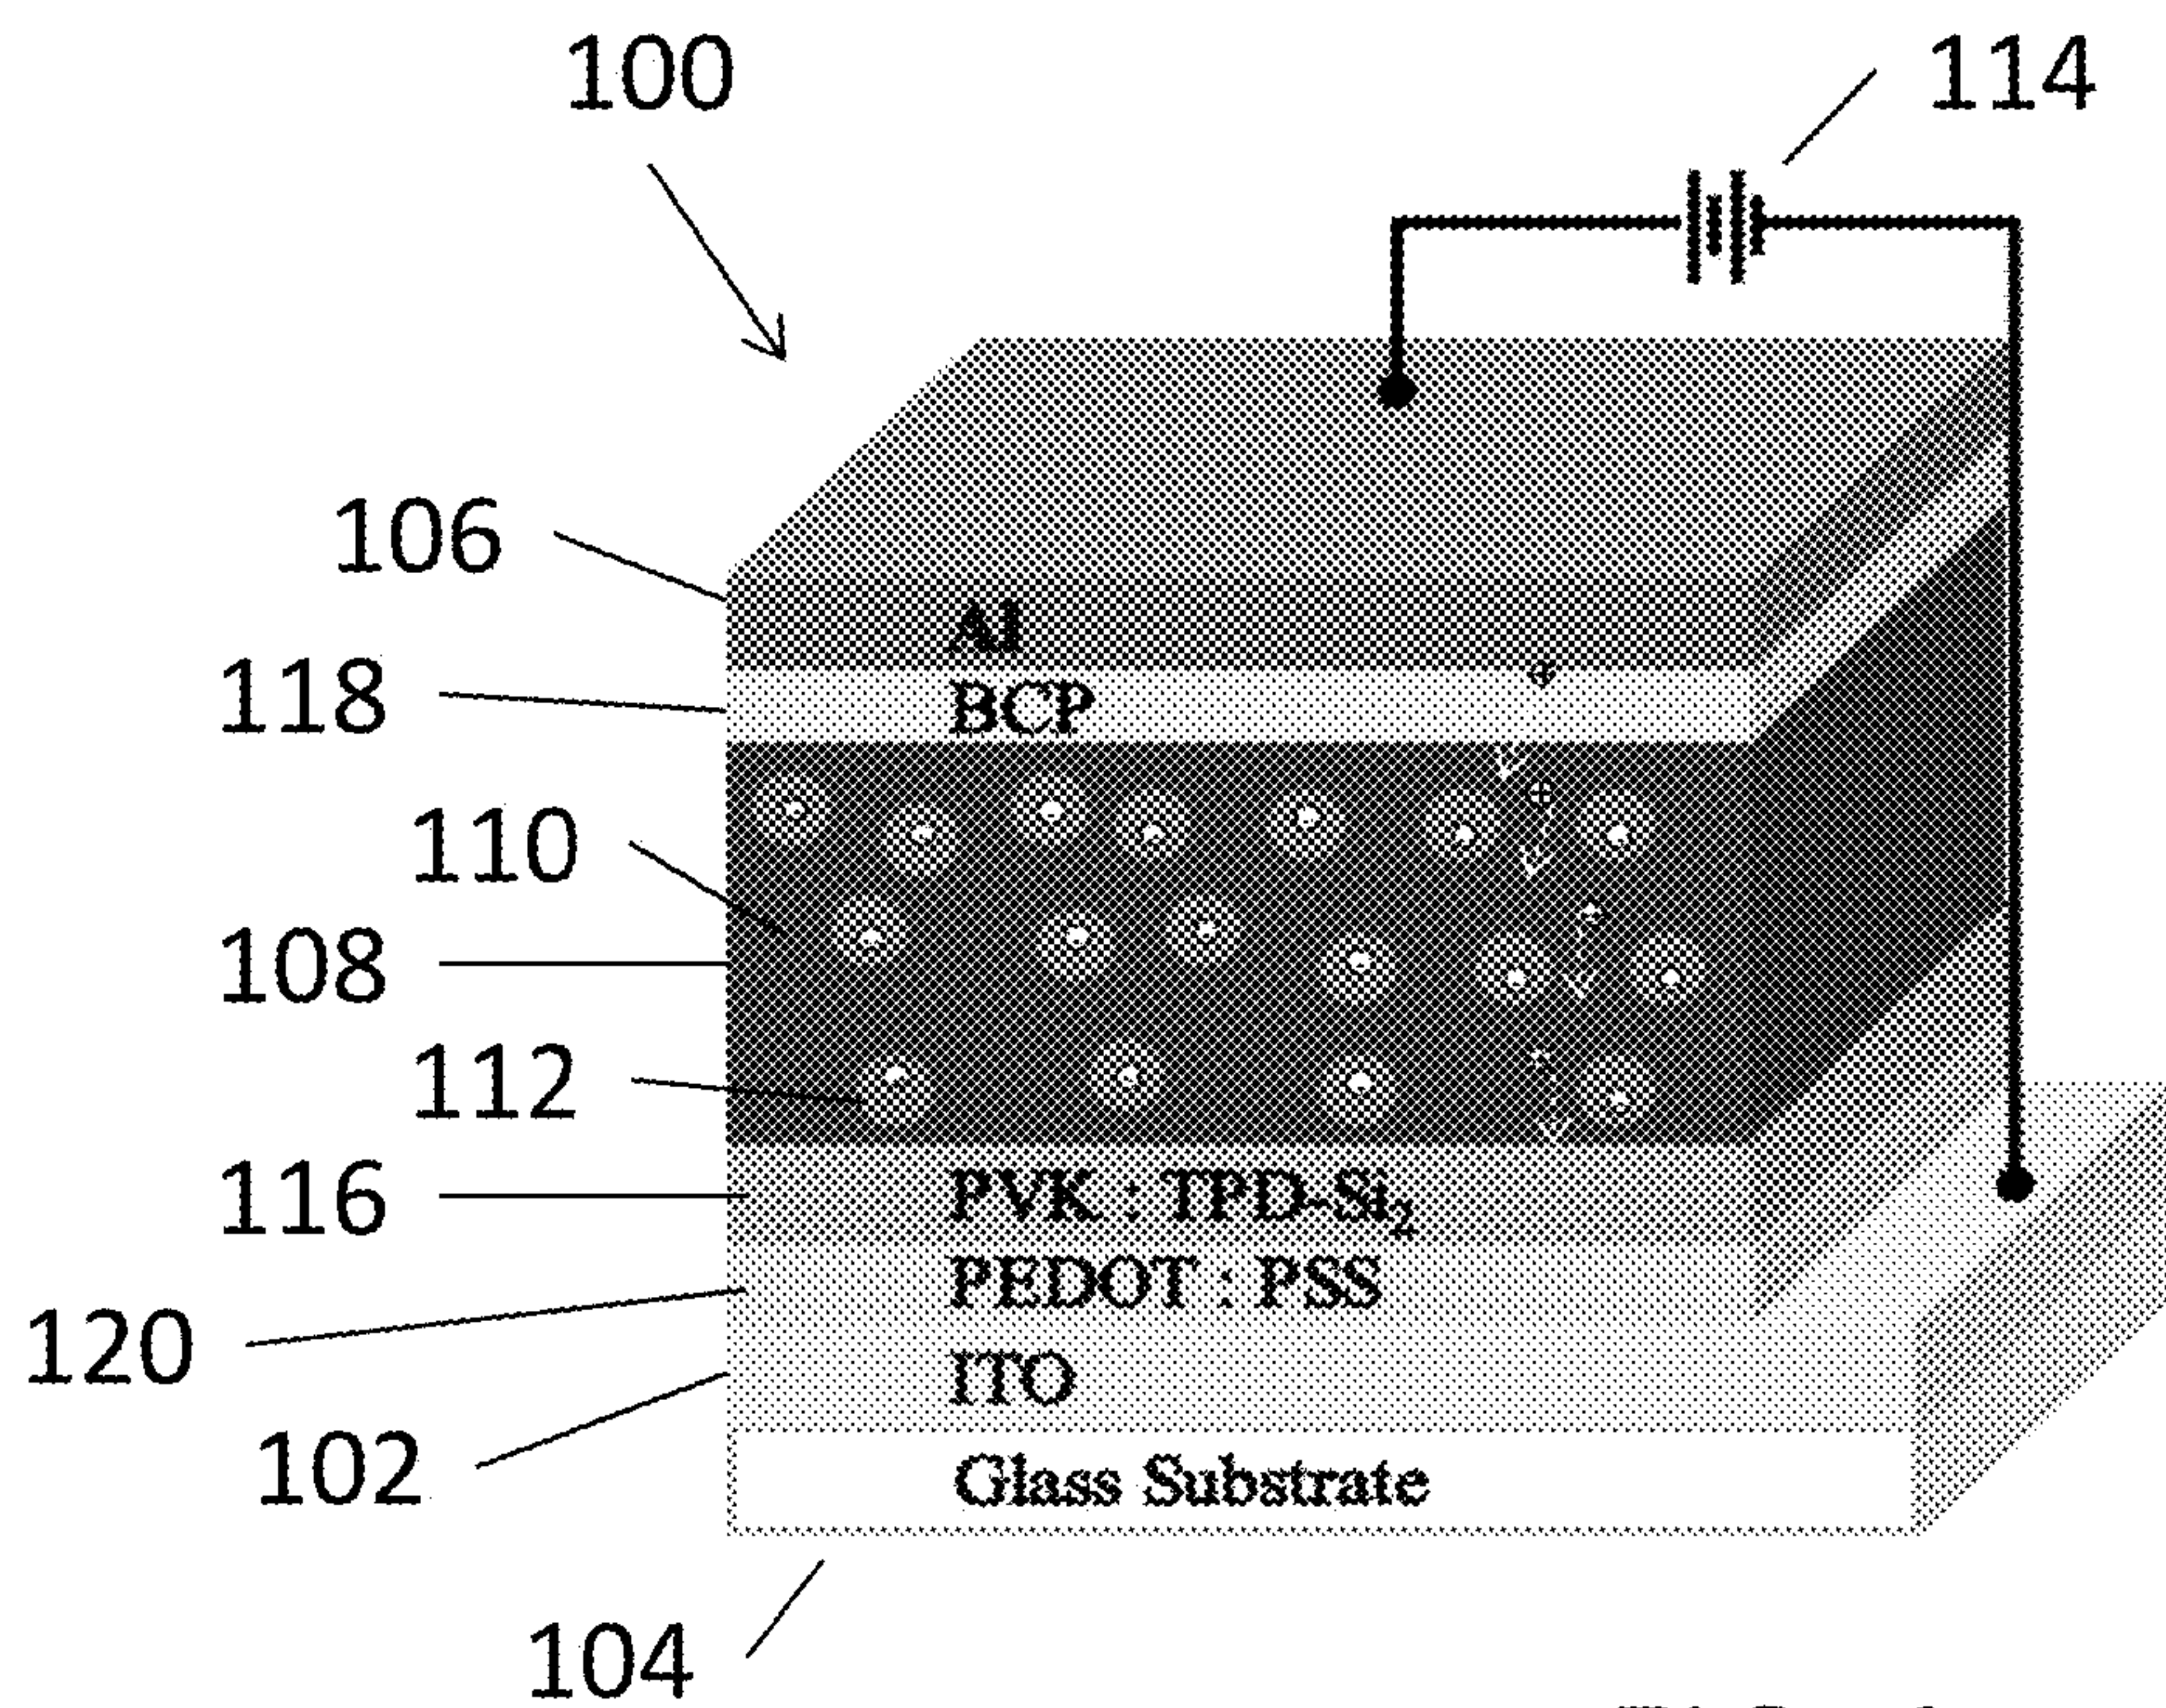 100
114
106
Al
118
BCP
110
108
112
116
PVK : TPD-Si₂
PEDOT : PSS
120
ITO
102
Glass Substrate
104